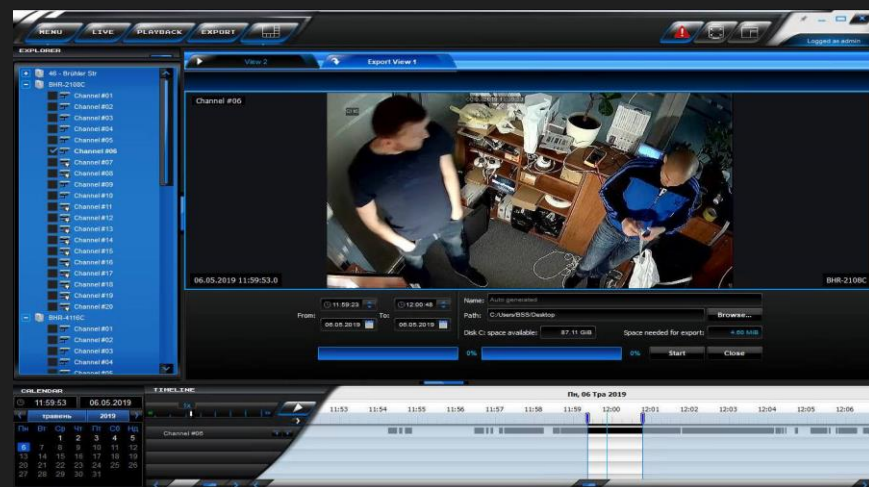 MENU LIVE PLAYBACK EXPORT
Logged as admin
EXPLORER
View 2 Export View 1
46 - Brühler Str
BHR-2108C
Channel #01
Channel #02
Channel #03
Channel #04
Channel #05
Channel #06
Channel #07
Channel #08
Channel #09
Channel #10
Channel #11
Channel #12
Channel #13
Channel #14
Channel #15
Channel #16
Channel #17
Channel #18
Channel #19
Channel #20
BHR-4116C
Channel #01
Channel #02
Channel #03
Channel #04
Channel #05
Channel #06
06.05.2019 11:59:53.0
BHR-2108C
From: 11:59:23 To: 12:00:48
06.05.2019 06.05.2019
Name: Auto generated
Path: C:/Users/BSS/Desktop Browse...
Disk C: space available: 87.11 GiB Space needed for export: 4.66 MiB
0% 0% Start Close
CALENDAR
11:59:53 06.05.2019
травень 2019
Пн Вт Ср Чт Пт Сб Нд
1 2 3 4 5
6 7 8 9 10 11 12
13 14 15 16 17 18 19
20 21 22 23 24 25 26
27 28 29 30 31
TIMELINE
1x
Channel #06
Пн, 06 Тра 2019
11:53 11:54 11:55 11:56 11:57 11:58 11:59 12:00 12:01 12:02 12:03 12:04 12:05 12:06